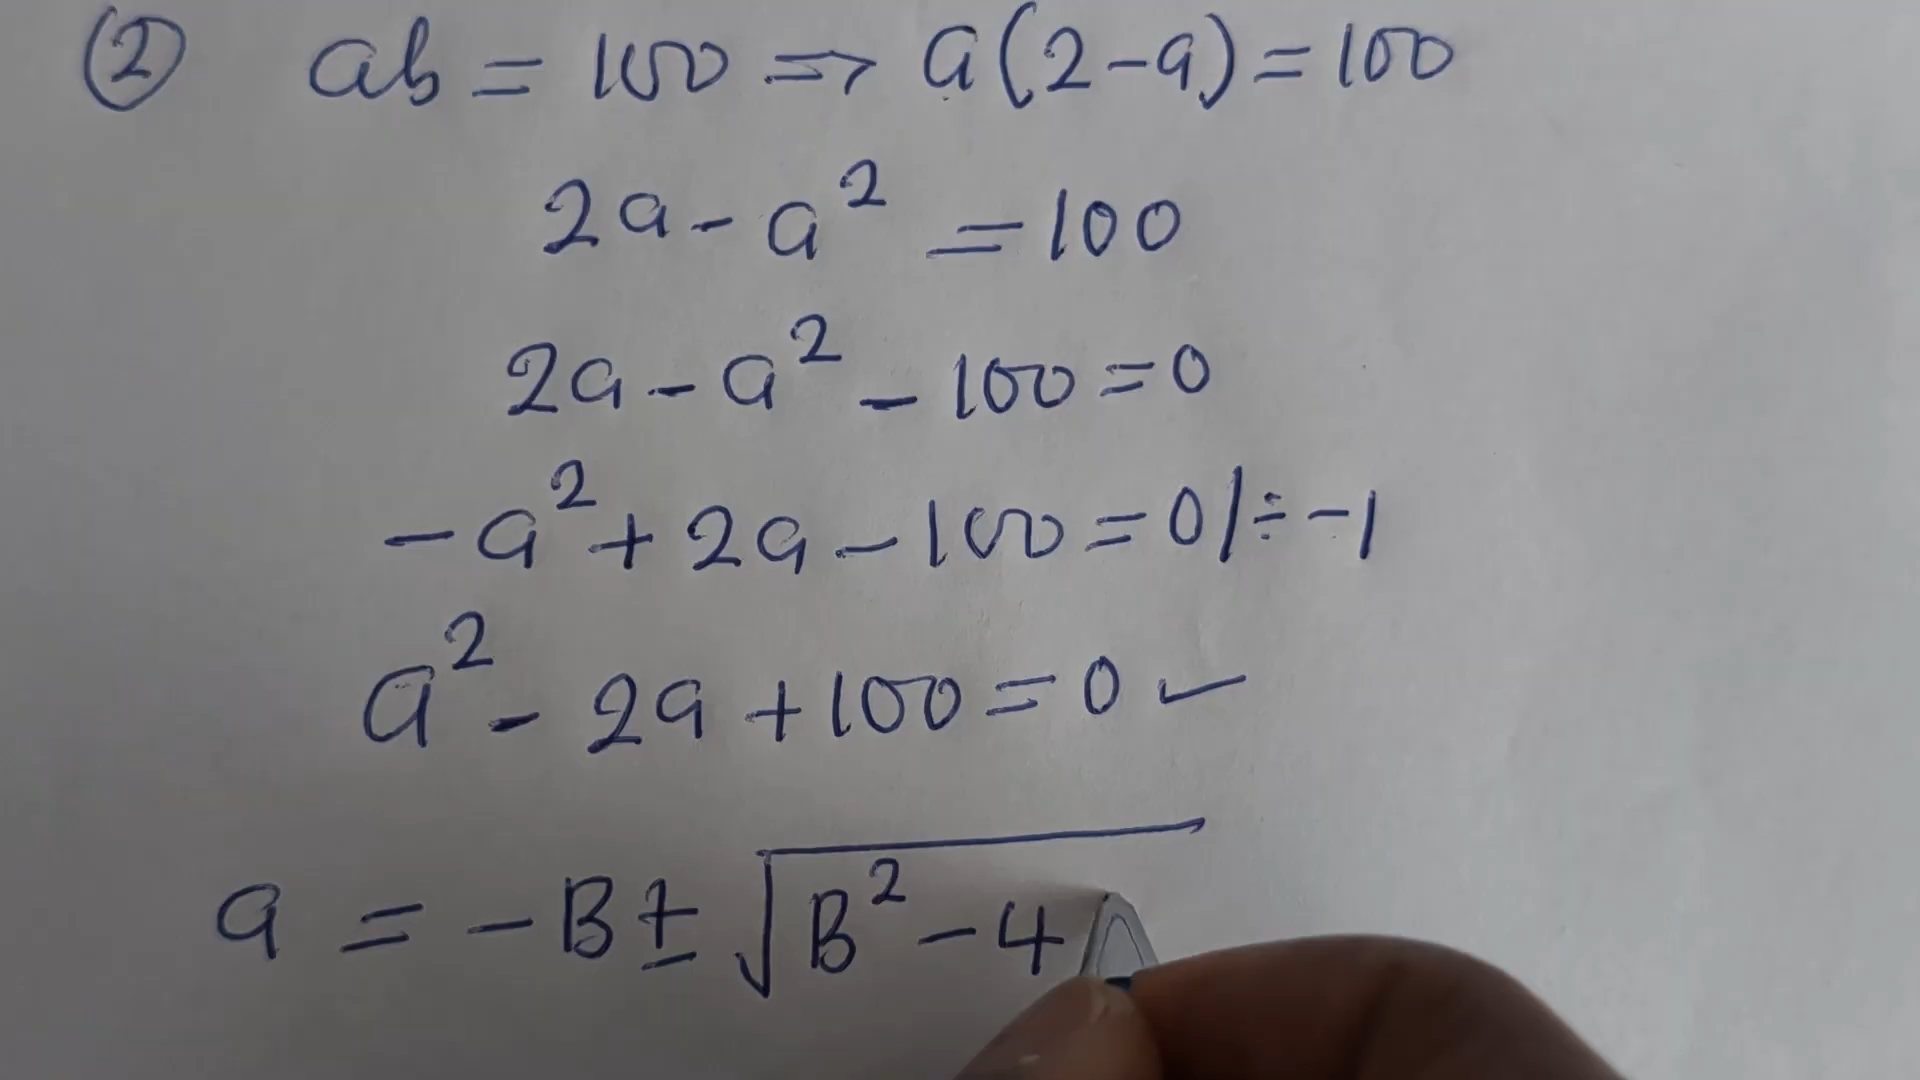 ② ab = 100 ⇒ a(2-a) = 100
2a - a² = 100
2a - a² - 100 = 0
-a² + 2a - 100 = 0 / ÷ -1
a² - 2a + 100 = 0 ✓
a = -B ± √B² - 4